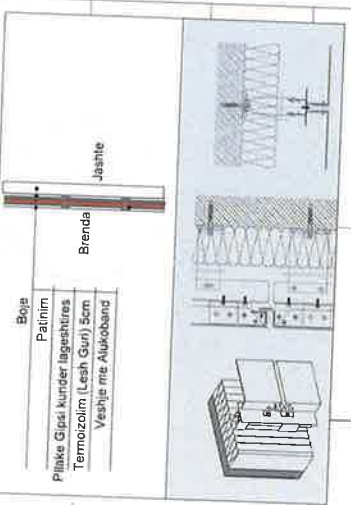 Boje
Patinim
Pllake Gipsi kunder lageshtires
Termoizolim (Lesh Guri) 5cm
Veshje me Alukoband
Brenda
Jashte